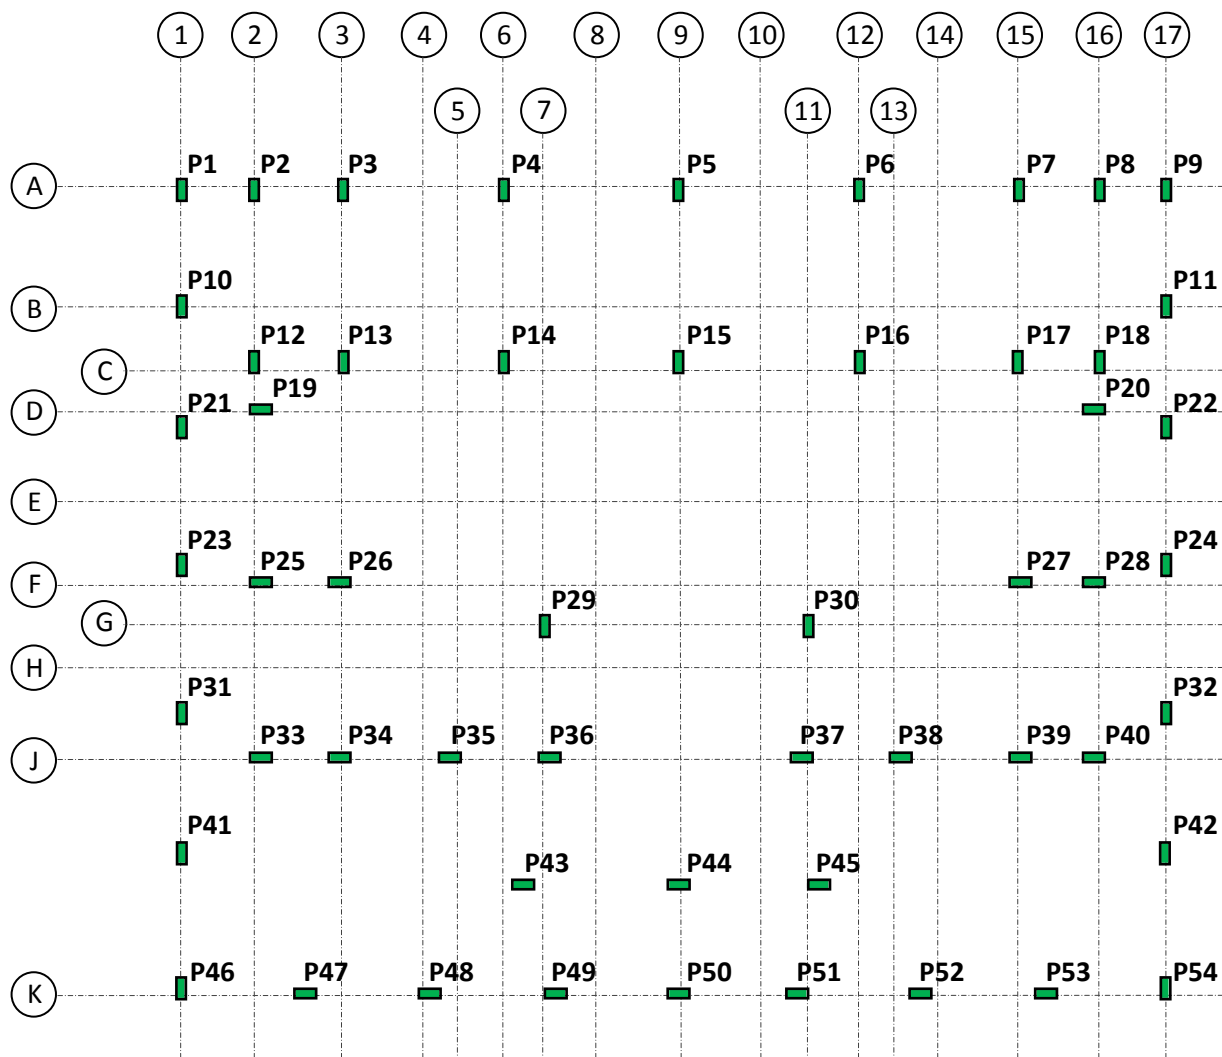 1 2 3 4 6 8 9 10 12 14 15 16 17
5 7 11 13
A P1 P2 P3 P4 P5 P6 P7 P8 P9
P10 P11
B
P12 P13 P14 P15 P16 P17 P18
C
P19 P20
D P21 P22
E
P23 P24
F P25 P26 P27 P28
G P29 P30
H
P31 P32
J P33 P34 P35 P36 P37 P38 P39 P40
P41 P42
P43 P44 P45
P46 P47 P48 P49 P50 P51 P52 P53 P54
K